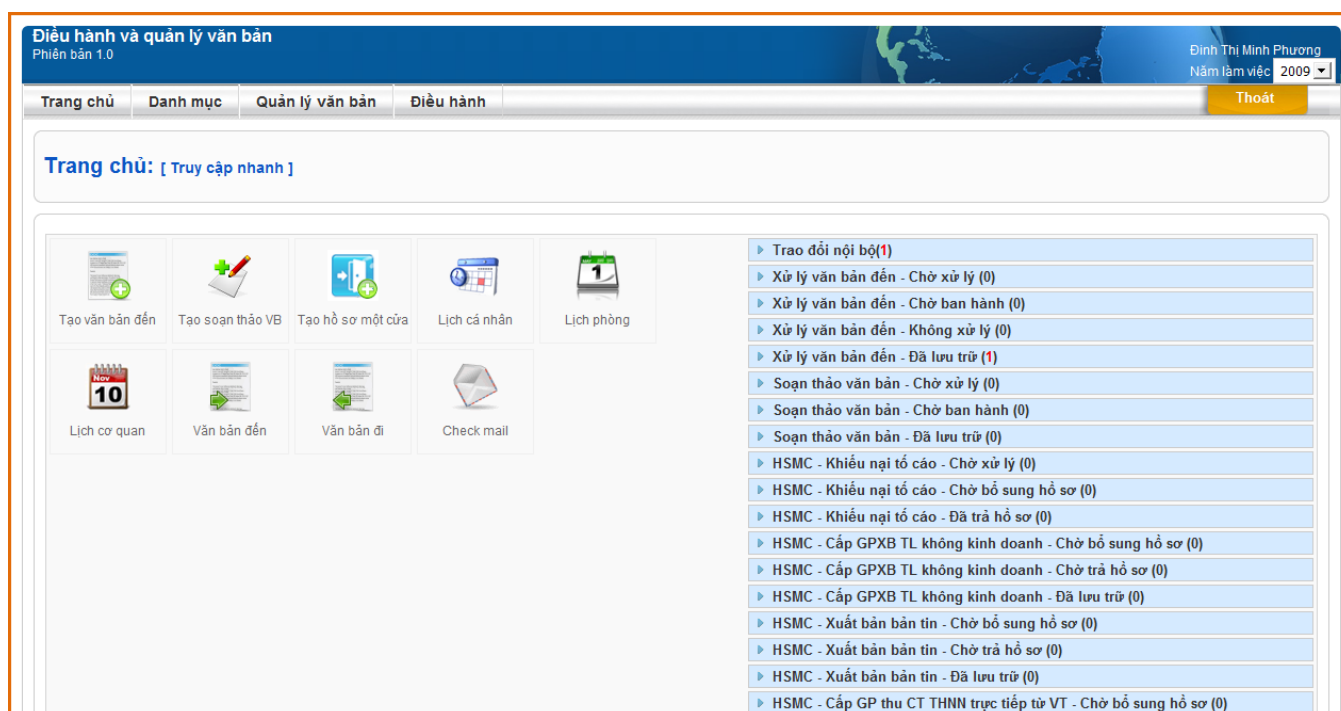 Điều hành và quản lý văn bản
Phiên bản 1.0
Đinh Thị Minh Phương
Năm làm việc 2009
Trang chủ Danh mục Quản lý văn bản Điều hành Thoát
Trang chủ: [ Truy cập nhanh ]
Tạo văn bản đến Tạo soạn thảo VB Tạo hồ sơ một cửa Lịch cá nhân Lịch phòng
1
Nov
10
Lịch cơ quan Văn bản đến Văn bản đi Check mail
Trao đổi nội bộ(1)
Xử lý văn bản đến - Chờ xử lý (0)
Xử lý văn bản đến - Chờ ban hành (0)
Xử lý văn bản đến - Không xử lý (0)
Xử lý văn bản đến - Đã lưu trữ (1)
Soạn thảo văn bản - Chờ xử lý (0)
Soạn thảo văn bản - Chờ ban hành (0)
Soạn thảo văn bản - Đã lưu trữ (0)
HSMC - Khiếu nại tố cáo - Chờ xử lý (0)
HSMC - Khiếu nại tố cáo - Chờ bổ sung hồ sơ (0)
HSMC - Khiếu nại tố cáo - Đã trả hồ sơ (0)
HSMC - Cấp GPXB TL không kinh doanh - Chờ bổ sung hồ sơ (0)
HSMC - Cấp GPXB TL không kinh doanh - Chờ trả hồ sơ (0)
HSMC - Cấp GPXB TL không kinh doanh - Đã lưu trữ (0)
HSMC - Xuất bản bản tin - Chờ bổ sung hồ sơ (0)
HSMC - Xuất bản bản tin - Chờ trả hồ sơ (0)
HSMC - Xuất bản bản tin - Đã lưu trữ (0)
HSMC - Cấp GP thu CT THNN trực tiếp từ VT - Chờ bổ sung hồ sơ (0)